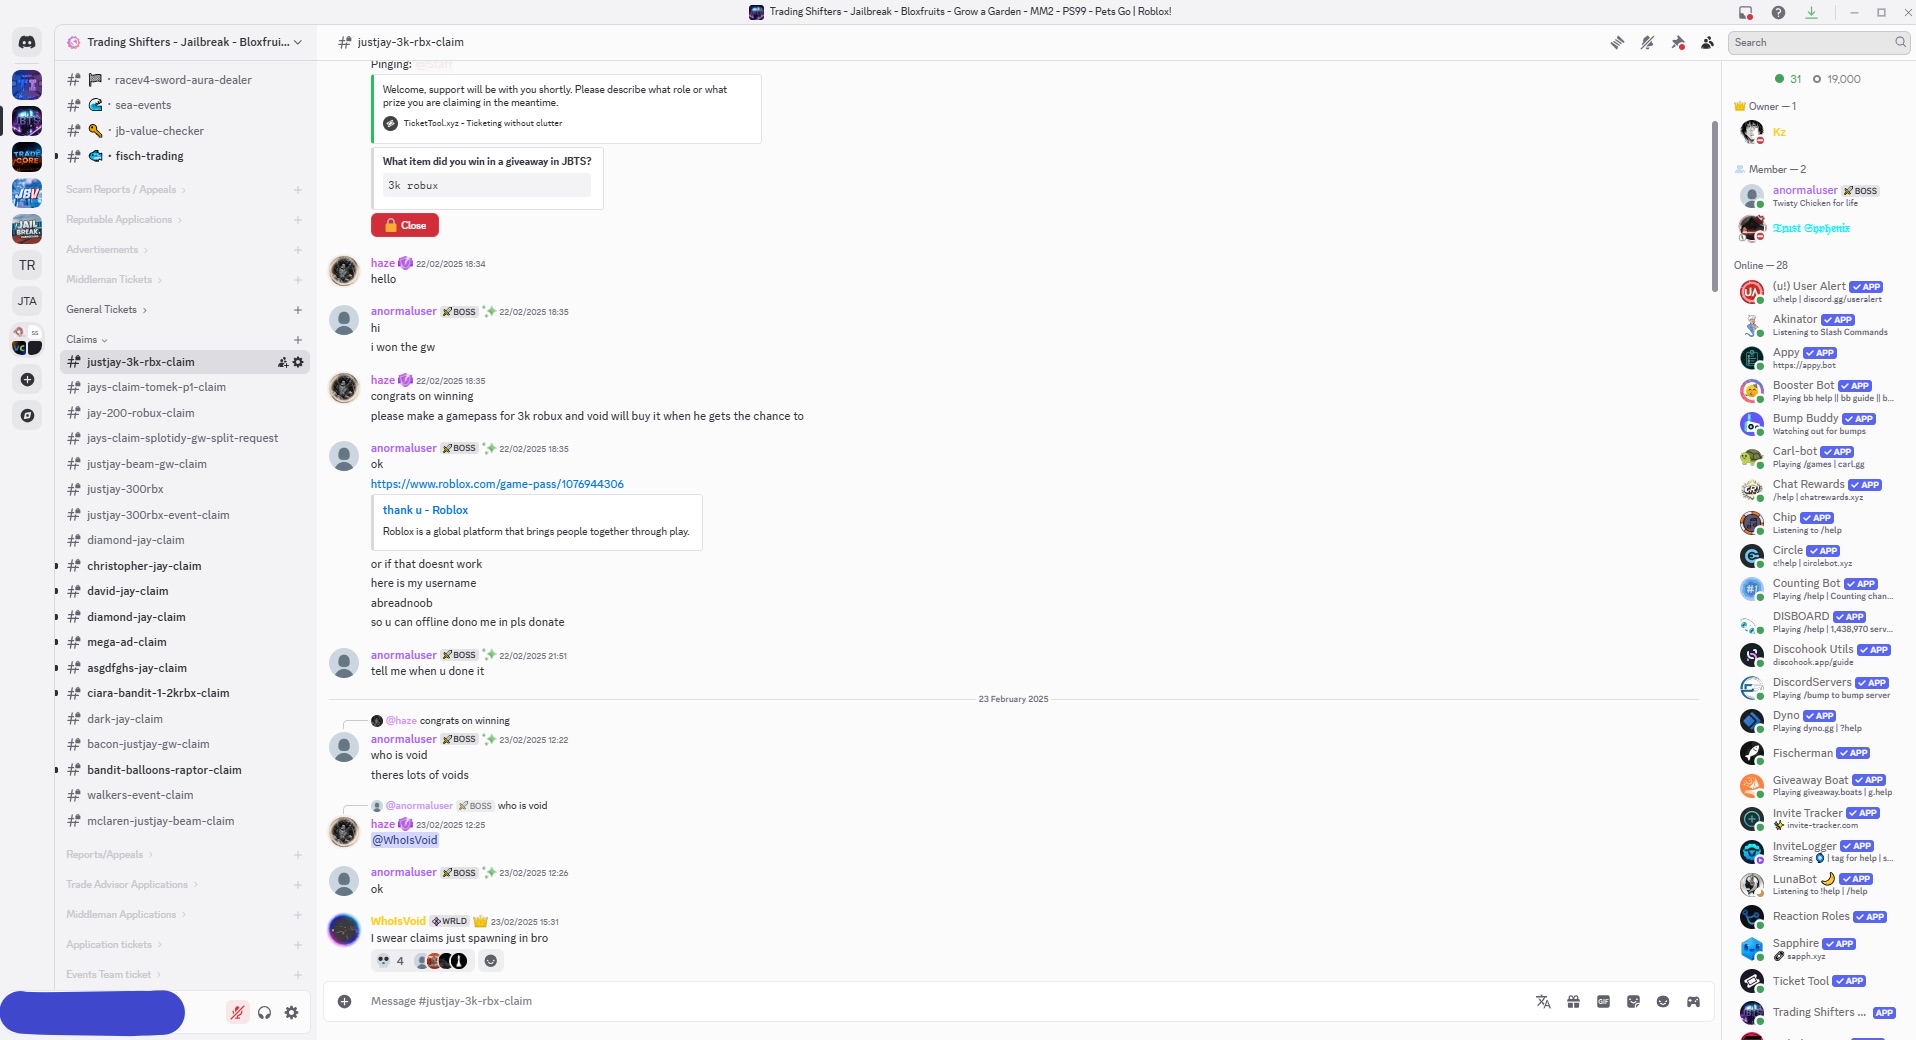 Trading Shifters - Jailbreak - Bloxfruits - Grow a Garden - MM2 - PS99 - Pets Go | Roblox!
Trading Shifters - Jailbreak - Bloxfrui...
racev4-sword-aura-dealer
sea-events
jb-value-checker
fisch-trading
Scam Reports / Appeals
Reputable Applications
Advertisements
Middleman Tickets
General Tickets
Claims
justjay-3k-rbx-claim
jays-claim-tomek-p1-claim
jay-200-robux-claim
jays-claim-splotidy-gw-split-request
justjay-beam-gw-claim
justjay-300rbx
justjay-300rbx-event-claim
diamond-jay-claim
christopher-jay-claim
david-jay-claim
diamond-jay-claim
mega-ad-claim
asgdfghs-jay-claim
ciara-bandit-1-2krbx-claim
dark-jay-claim
bacon-justjay-gw-claim
bandit-balloons-raptor-claim
walkers-event-claim
mclaren-justjay-beam-claim
Reports/Appeals
Trade Advisor Applications
Middleman Applications
Application tickets
Events Team ticket
JBTS
TRADE
CORE
JBV
JAIL
BREAK
TR
JTA
SS
VC
justjay-3k-rbx-claim
Search
Pinging: @Staff
Welcome, support will be with you shortly. Please describe what role or what
prize you are claiming in the meantime.
TicketTool.xyz - Ticketing without clutter
What item did you win in a giveaway in JBTS?
3k robux
Close
haze 22/02/2025 18:34
hello
anormaluser BOSS 22/02/2025 18:35
hi
i won the gw
haze 22/02/2025 18:35
congrats on winning
please make a gamepass for 3k robux and void will buy it when he gets the chance to
anormaluser BOSS 22/02/2025 18:35
ok
https://www.roblox.com/game-pass/1076944306
thank u - Roblox
Roblox is a global platform that brings people together through play.
or if that doesnt work
here is my username
abreadnoob
so u can offline dono me in pls donate
anormaluser BOSS 22/02/2025 21:51
tell me when u done it
23 February 2025
@haze congrats on winning
anormaluser BOSS 23/02/2025 12:22
who is void
theres lots of voids
@anormaluser BOSS who is void
haze 23/02/2025 12:25
@WhoIsVoid
anormaluser BOSS 23/02/2025 12:26
ok
WhoIsVoid WRLD 23/02/2025 15:31
I swear claims just spawning in bro
4
Message #justjay-3k-rbx-claim
GIF
31 19,000
Owner — 1
Kz
Member — 2
anormaluser BOSS
Twisty Chicken for life
Trust Syphenix
Online — 28
(u!) User Alert APP
u!help | discord.gg/useralert
Akinator APP
Listening to Slash Commands
Appy APP
https://appy.bot
Booster Bot APP
Playing bb help || bb guide || b...
Bump Buddy APP
Watching out for bumps
Carl-bot APP
Playing /games | carl.gg
Chat Rewards APP
/help | chatrewards.xyz
Chip APP
Listening to /help
Circle APP
c!help | circlebot.xyz
Counting Bot APP
Playing /help | Counting chan...
DISBOARD APP
Playing /help | 1,438,970 serv...
Discohook Utils APP
discohook.app/guide
DiscordServers APP
Playing /bump to bump server
Dyno APP
Playing dyno.gg | ?help
Fischerman APP
Giveaway Boat APP
Playing giveaway.boats | g.help
Invite Tracker APP
invite-tracker.com
InviteLogger APP
Streaming | tag for help | s...
LunaBot APP
Listening to !help | /help
Reaction Roles APP
Sapphire APP
sapph.xyz
Ticket Tool APP
Trading Shifters ... APP